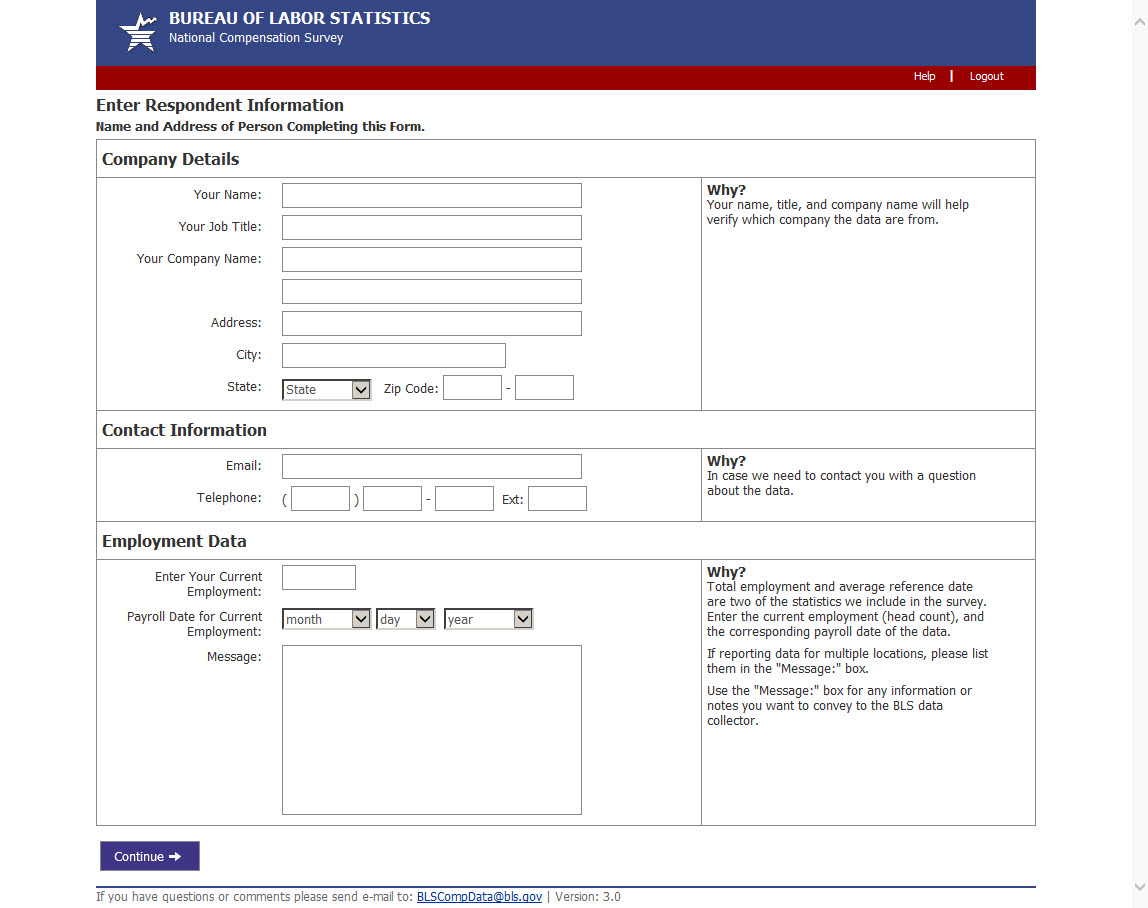 BUREAU OF LABOR STATISTICS
National Compensation Survey
Help | Logout
Enter Respondent Information
Name and Address of Person Completing this Form.
Company Details
Your Name:
Your Job Title:
Your Company Name:
Address:
City:
State: State Zip Code: -
Why?
Your name, title, and company name will help
verify which company the data are from.
Contact Information
Email:
Telephone: ( ) - Ext:
Why?
In case we need to contact you with a question
about the data.
Employment Data
Enter Your Current
Employment:
Payroll Date for Current
Employment:
month day year
Message:
Why?
Total employment and average reference date
are two of the statistics we include in the survey.
Enter the current employment (head count), and
the corresponding payroll date of the data.
If reporting data for multiple locations, please list
them in the "Message:" box.
Use the "Message:" box for any information or
notes you want to convey to the BLS data
collector.
Continue
If you have questions or comments please send e-mail to: BLSCompData@bls.gov | Version: 3.0